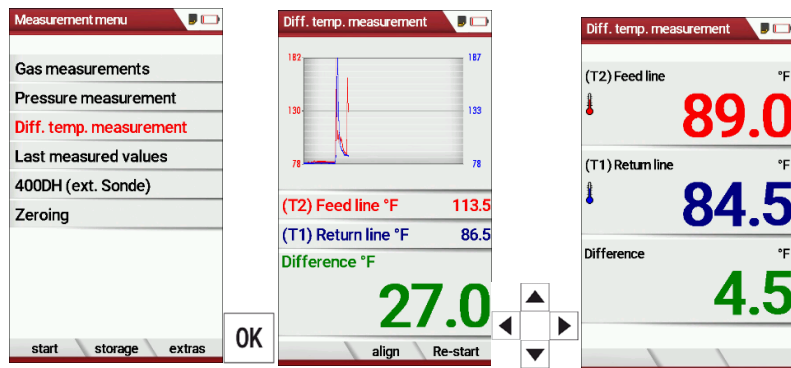 Measurement menu
Gas measurements
Pressure measurement
Diff. temp. measurement
Last measured values
400DH (ext. Sonde)
Zeroing
start storage extras
OK
Diff. temp. measurement
182 187
130 133
78 78
(T2) Feed line °F 113.5
(T1) Return line °F 86.5
Difference °F
27.0
align Re-start
Diff. temp. measurement
(T2) Feed line °F
89.0
(T1) Return line °F
84.5
Difference °F
4.5